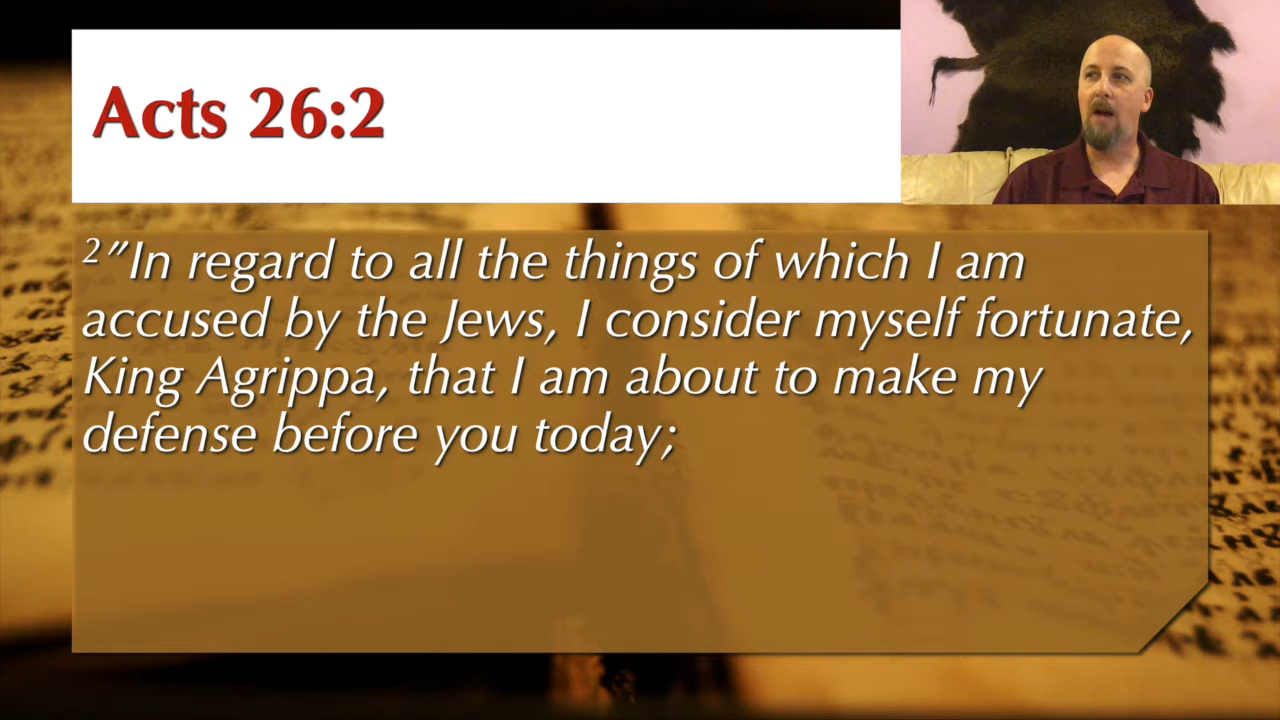 Acts 26:2
2"In regard to all the things of which I am
accused by the Jews, I consider myself fortunate,
King Agrippa, that I am about to make my
defense before you today;